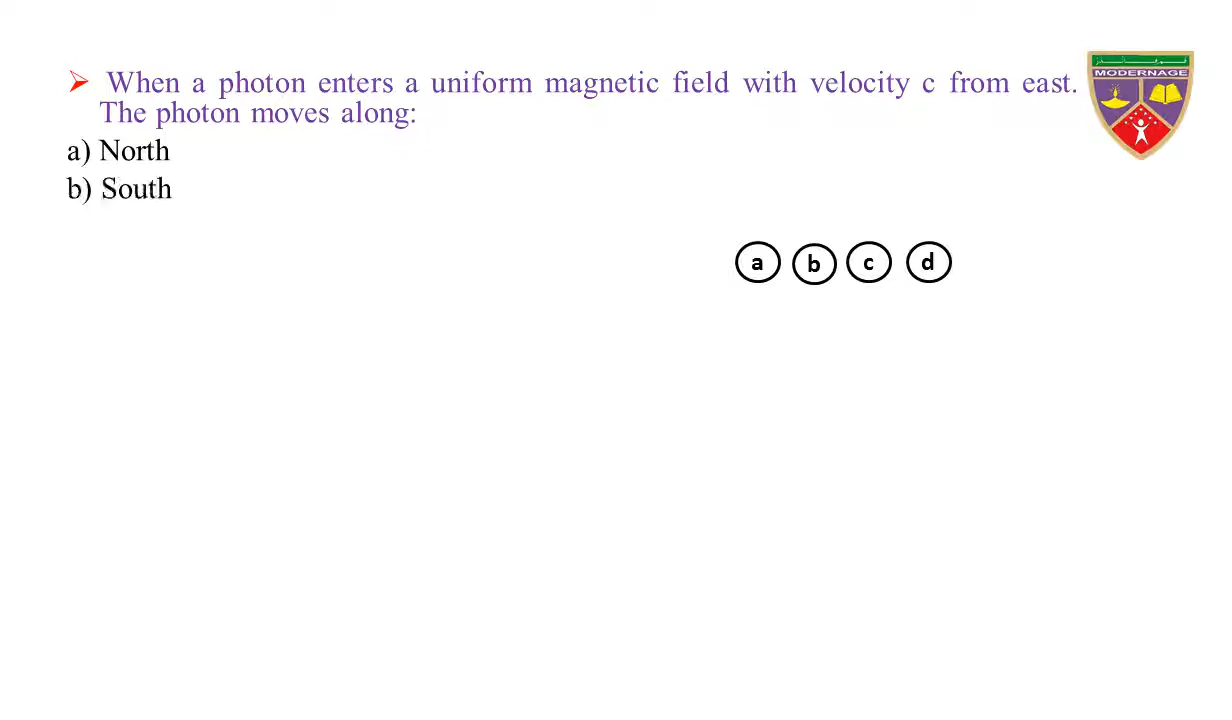 When a photon enters a uniform magnetic field with velocity c from east.
The photon moves along:
a) North
b) South
a b c d
MODERNAGE